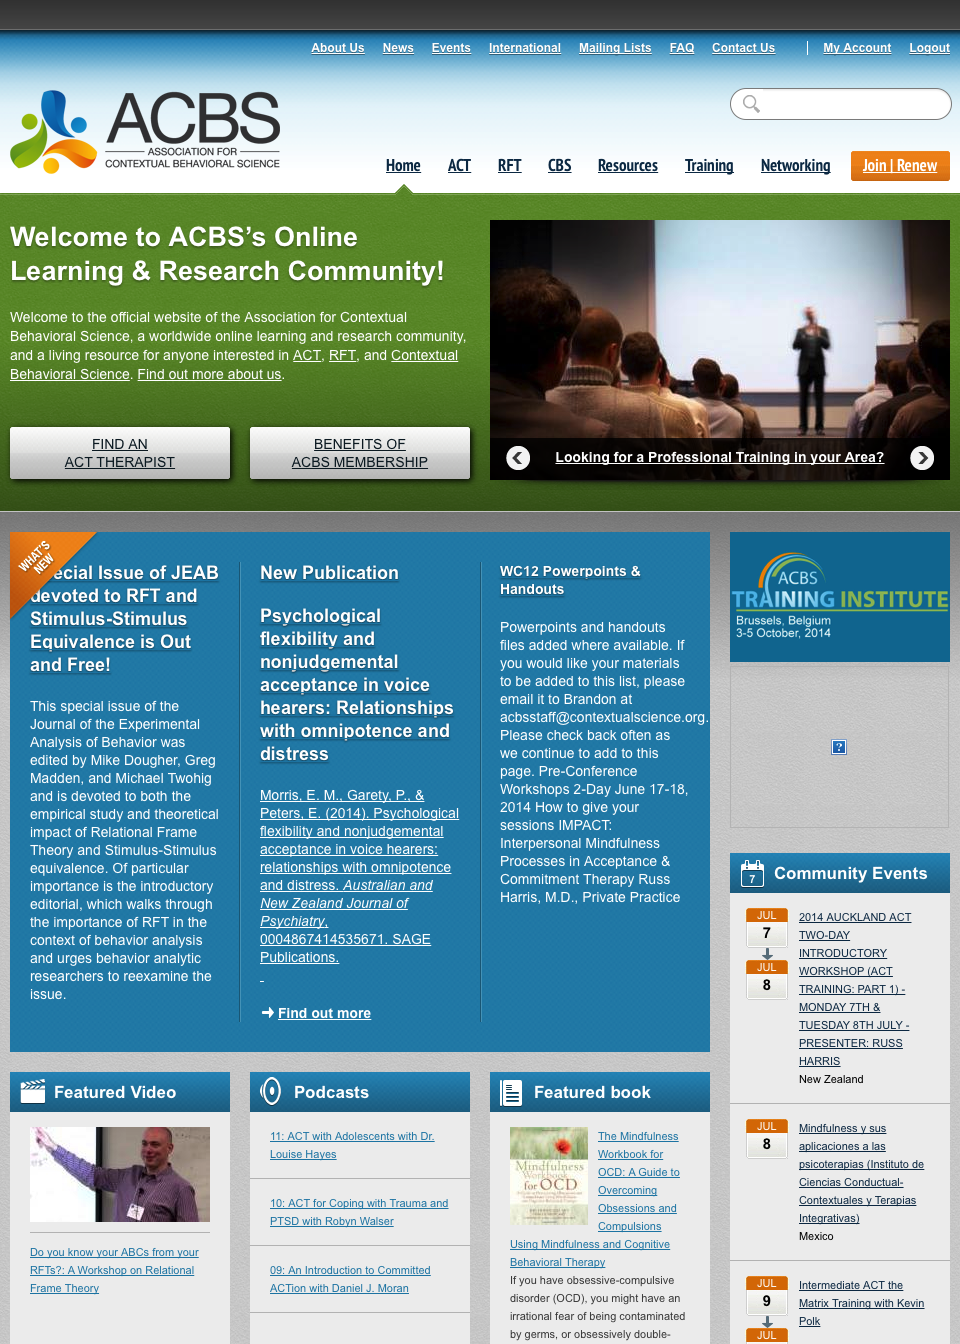 About Us News Events International Mailing Lists FAQ Contact Us My Account Logout
ACBS
ASSOCIATION FOR
CONTEXTUAL BEHAVIORAL SCIENCE
Home ACT RFT CBS Resources Training Networking Join | Renew
Welcome to ACBS's Online
Learning & Research Community!
Welcome to the official website of the Association for Contextual
Behavioral Science, a worldwide online learning and research community,
and a living resource for anyone interested in ACT, RFT, and Contextual
Behavioral Science. Find out more about us.
FIND AN
ACT THERAPIST
BENEFITS OF
ACBS MEMBERSHIP
Looking for a Professional Training in your Area?
WHAT'S
NEW
ecial Issue of JEAB
devoted to RFT and
Stimulus-Stimulus
Equivalence is Out
and Free!
This special issue of the
Journal of the Experimental
Analysis of Behavior was
edited by Mike Dougher, Greg
Madden, and Michael Twohig
and is devoted to both the
empirical study and theoretical
impact of Relational Frame
Theory and Stimulus-Stimulus
equivalence. Of particular
importance is the introductory
editorial, which walks through
the importance of RFT in the
context of behavior analysis
and urges behavior analytic
researchers to reexamine the
issue.
New Publication
Psychological
flexibility and
nonjudgemental
acceptance in voice
hearers: Relationships
with omnipotence and
distress
Morris, E. M., Garety, P., &
Peters, E. (2014). Psychological
flexibility and nonjudgemental
acceptance in voice hearers:
relationships with omnipotence
and distress. Australian and
New Zealand Journal of
Psychiatry,
0004867414535671. SAGE
Publications.
Find out more
WC12 Powerpoints &
Handouts
Powerpoints and handouts
files added where available. If
you would like your materials
to be added to this list, please
email it to Brandon at
acbsstaff@contextualscience.org.
Please check back often as
we continue to add to this
page. Pre-Conference
Workshops 2-Day June 17-18,
2014 How to give your
sessions IMPACT:
Interpersonal Mindfulness
Processes in Acceptance &
Commitment Therapy Russ
Harris, M.D., Private Practice
ACBS
TRAINING INSTITUTE
Brussels, Belgium
3-5 October, 2014
?
7
Community Events
JUL
7
JUL
8
2014 AUCKLAND ACT
TWO-DAY
INTRODUCTORY
WORKSHOP (ACT
TRAINING: PART 1) -
MONDAY 7TH &
TUESDAY 8TH JULY -
PRESENTER: RUSS
HARRIS
New Zealand
JUL
8
Mindfulness y sus
aplicaciones a las
psicoterapias (Instituto de
Ciencias Conductual-
Contextuales y Terapias
Integrativas)
Mexico
JUL
9
JUL
Intermediate ACT the
Matrix Training with Kevin
Polk
Featured Video
Do you know your ABCs from your
RFTs?: A Workshop on Relational
Frame Theory
Podcasts
11: ACT with Adolescents with Dr.
Louise Hayes
10: ACT for Coping with Trauma and
PTSD with Robyn Walser
09: An Introduction to Committed
ACTion with Daniel J. Moran
Featured book
Mindfulness
Workbook
for OCD
The Mindfulness
Workbook for
OCD: A Guide to
Overcoming
Obsessions and
Compulsions
Using Mindfulness and Cognitive
Behavioral Therapy
If you have obsessive-compulsive
disorder (OCD), you might have an
irrational fear of being contaminated
by germs, or obsessively double-